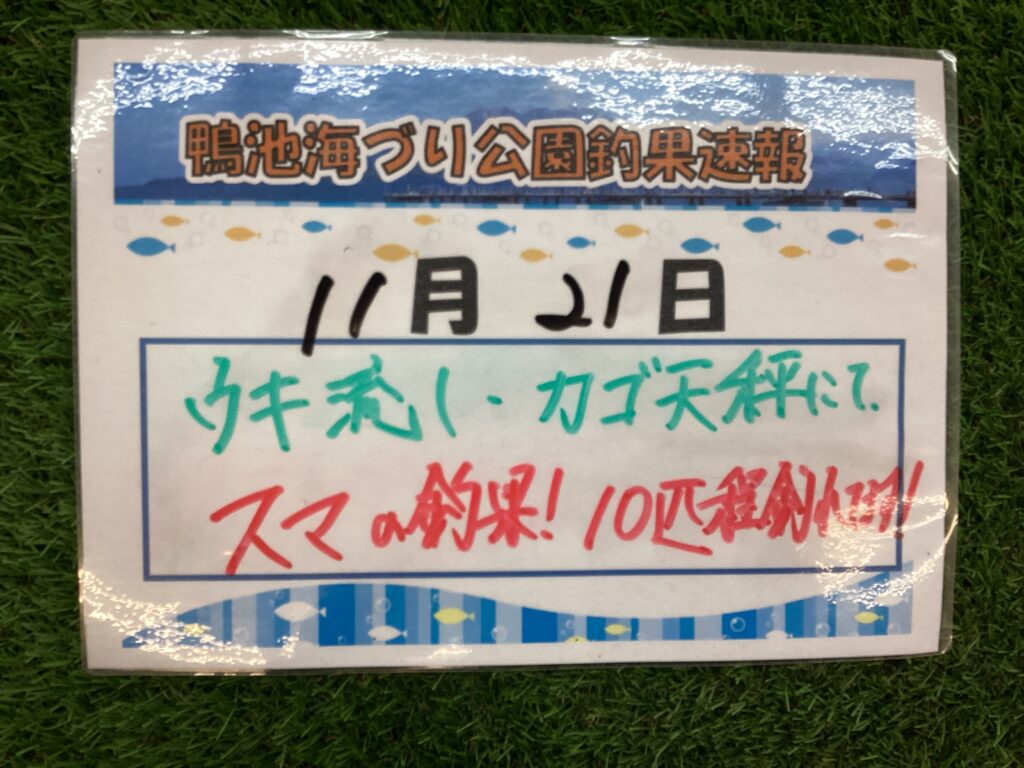 鴨池海づり公園釣果速報
11月21日
ウキ流し・カゴ天秤にて
スマの釣果！10匹程釣れてます！